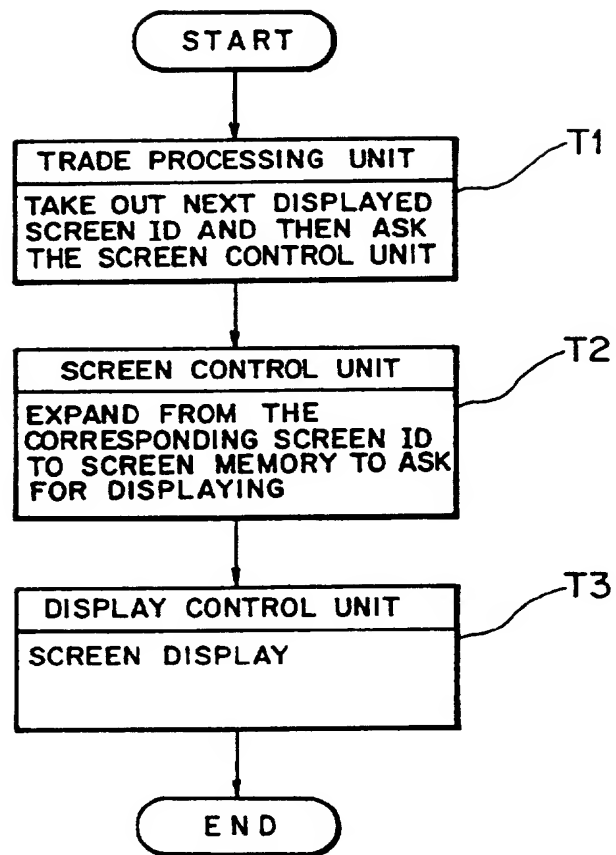 START
TRADE PROCESSING UNIT
T1
TAKE OUT NEXT DISPLAYED
SCREEN ID AND THEN ASK
THE SCREEN CONTROL UNIT
SCREEN CONTROL UNIT
T2
EXPAND FROM THE
CORRESPONDING SCREEN ID
TO SCREEN MEMORY TO ASK
FOR DISPLAYING
DISPLAY CONTROL UNIT
T3
SCREEN DISPLAY
END